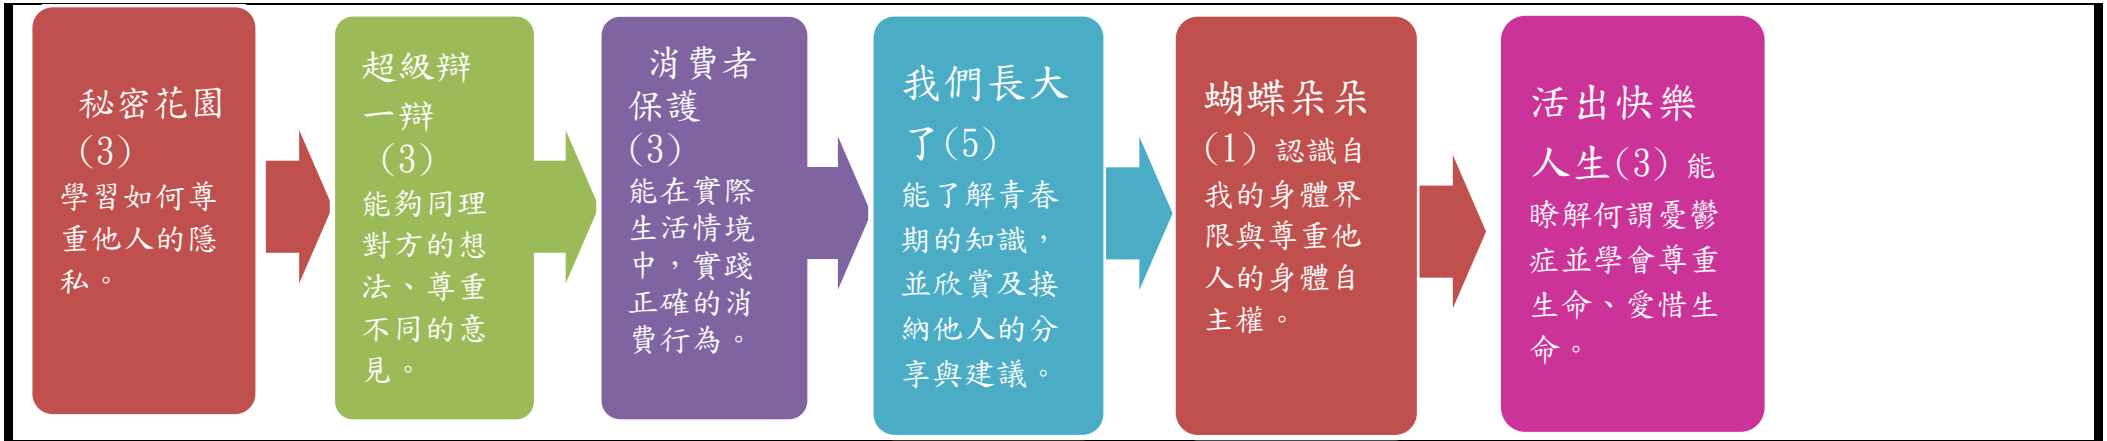 秘密花園
(3)
學習如何尊
重他人的隱
私。
超級辯
一辯
(3)
能夠同理
對方的想
法、尊重
不同的意
見。
消費者
保護
(3)
能在實際
生活情境
中，實踐
正確的消
費行為。
我們長大
了(5)
能了解青春
期的知識，
並欣賞及接
納他人的分
享與建議。
蝴蝶朵朵
(1) 認識自
我的身體界
限與尊重他
人的身體自
主權。
活出快樂
人生(3) 能
瞭解何謂憂鬱
症並學會尊重
生命、愛惜生
命。